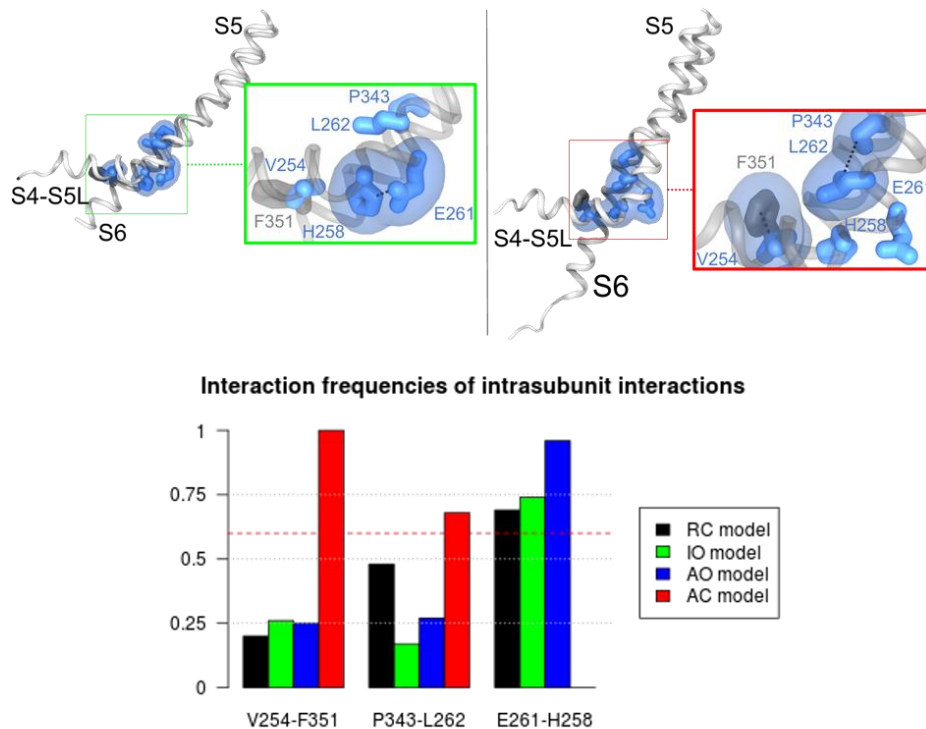 S5
S4-S5L
S6
P343
L262
V254
F351
H258
E261
S5
S4-S5L
S6
P343
L262
F351
E261
H258
V254
Interaction frequencies of intrasubunit interactions
1
0.75
0.5
0.25
0
V254-F351
P343-L262
E261-H258
RC model
IO model
AO model
AC model